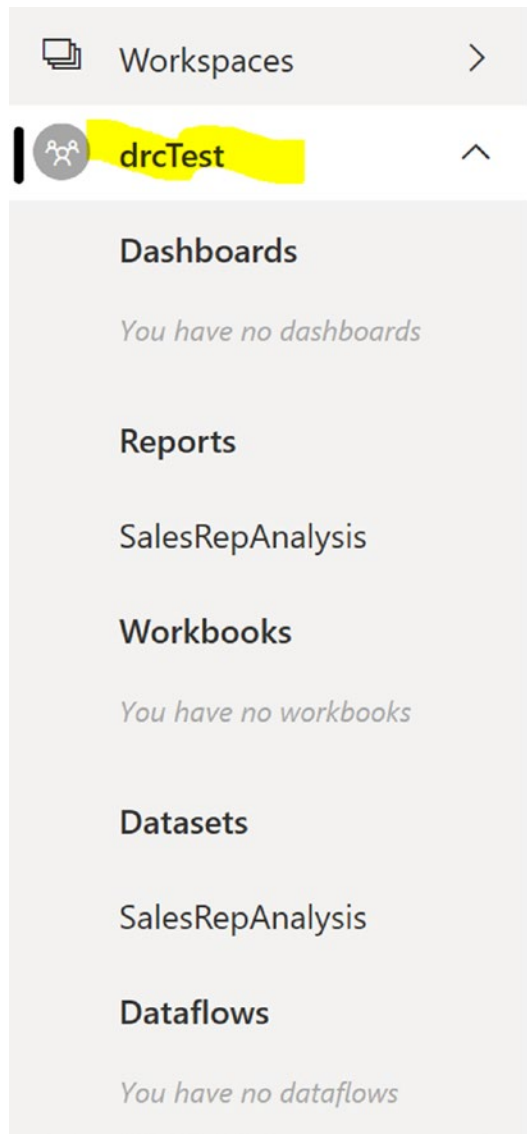 Workspaces
drcTest
Dashboards
You have no dashboards
Reports
SalesRepAnalysis
Workbooks
You have no workbooks
Datasets
SalesRepAnalysis
Dataflows
You have no dataflows